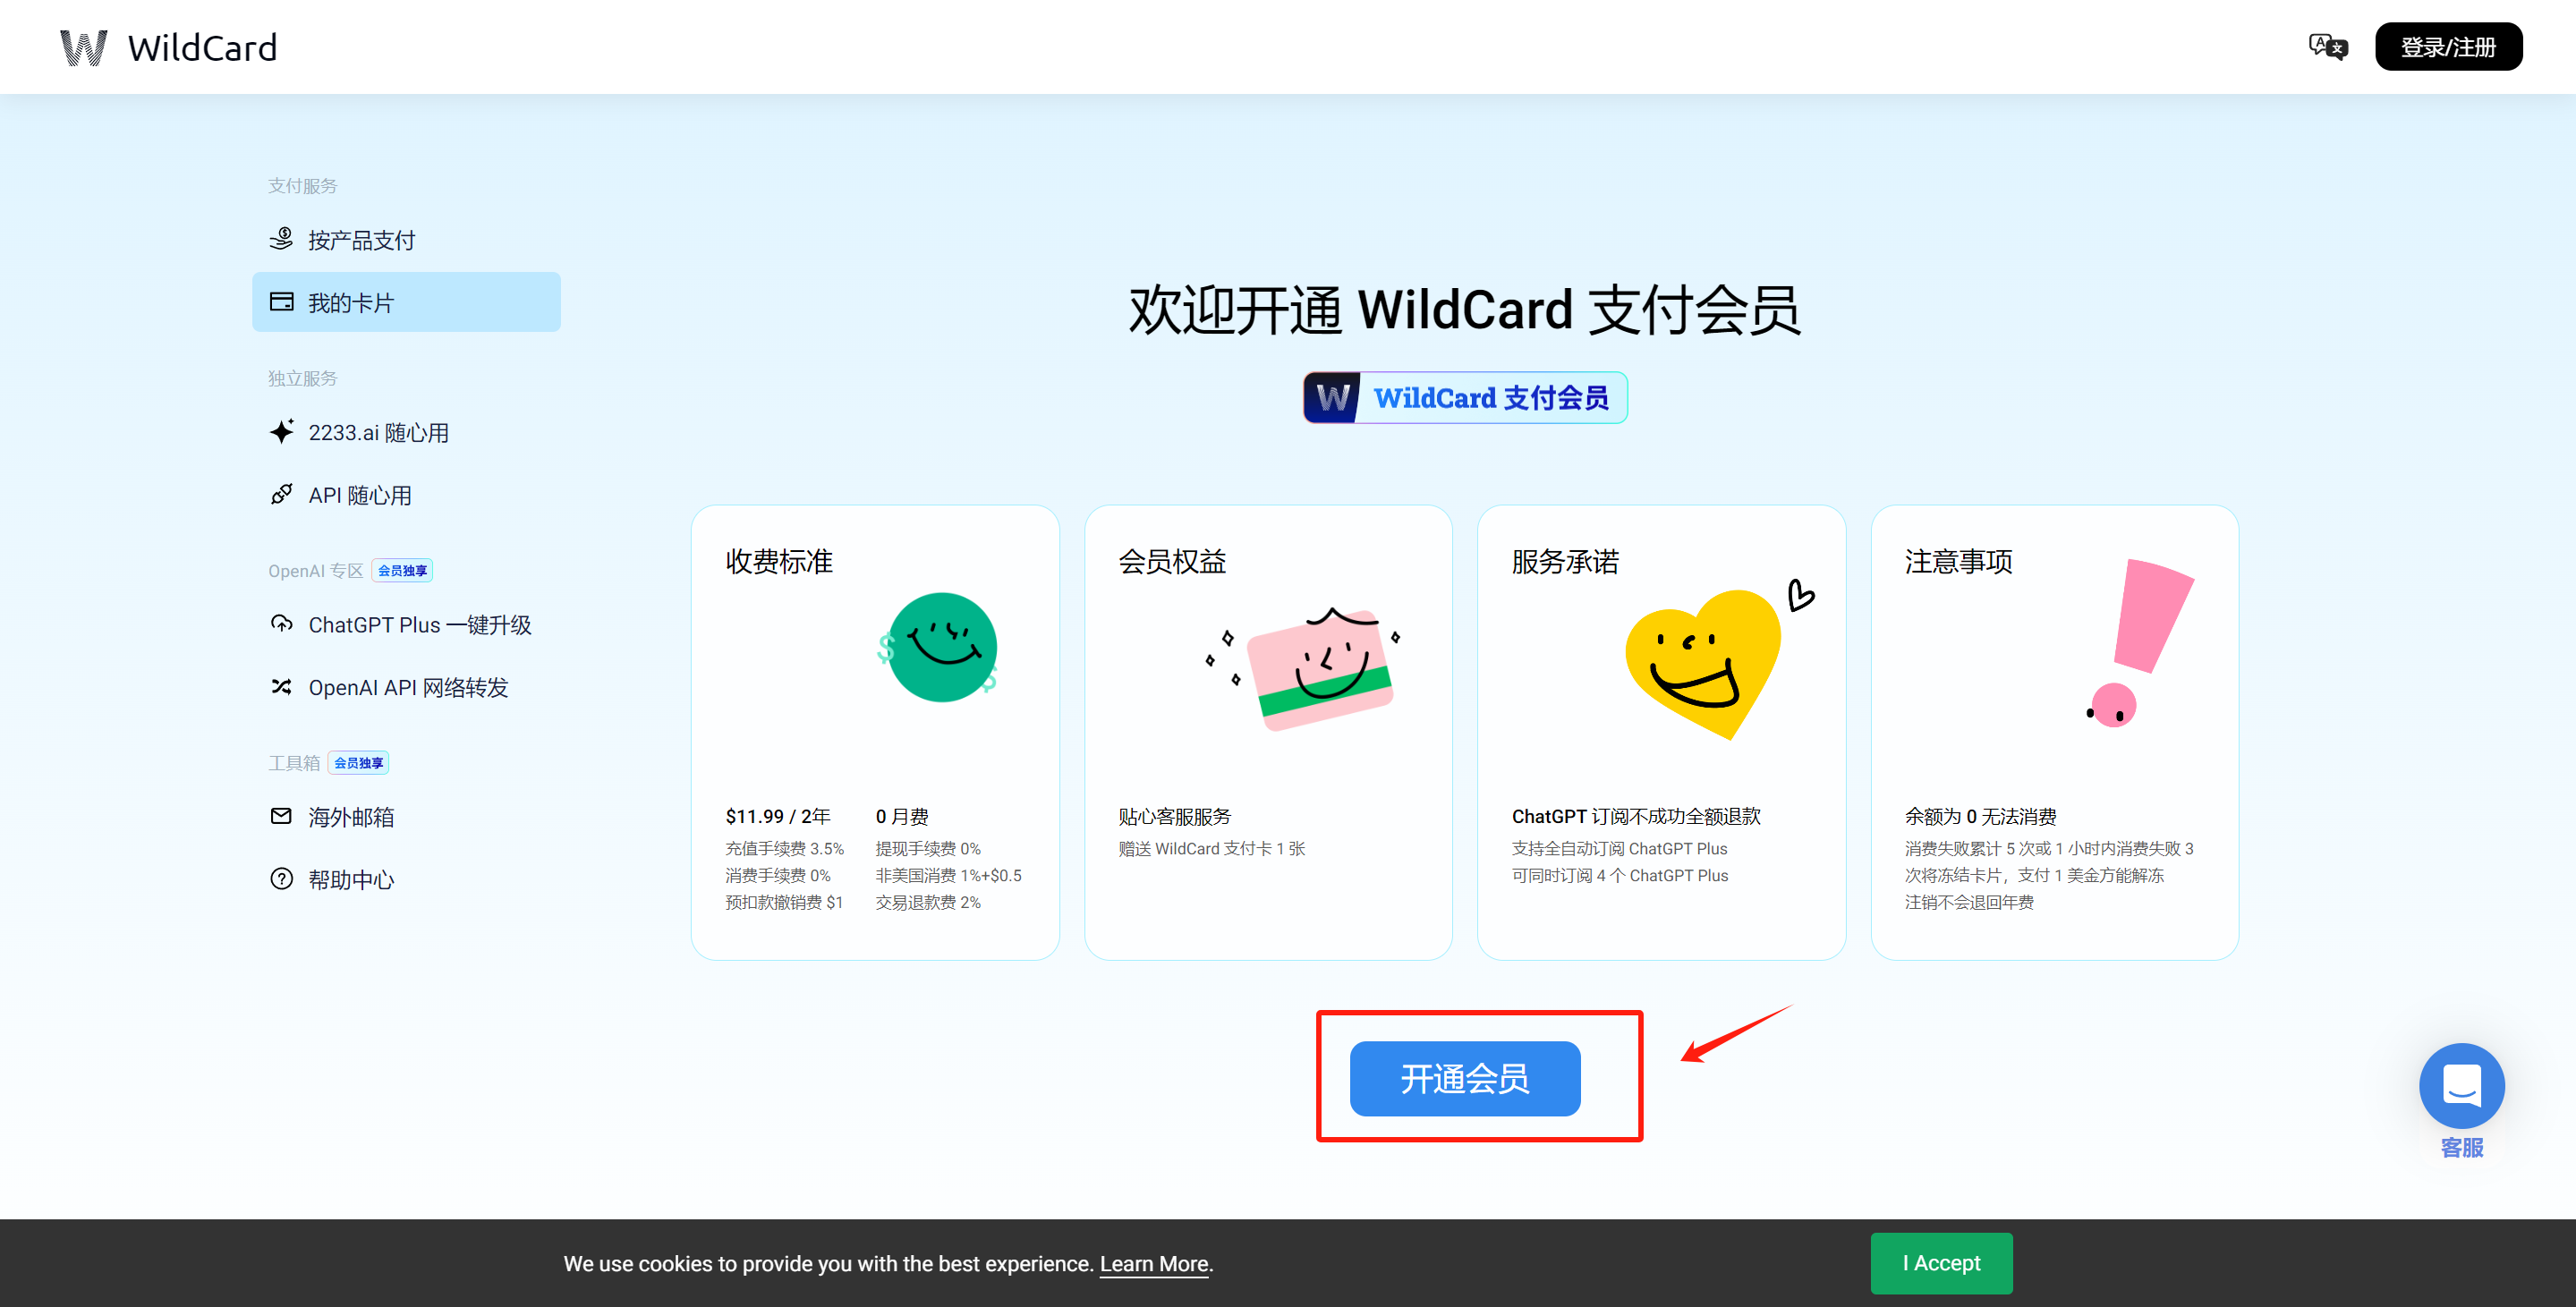 WildCard
登录/注册
支付服务
按产品支付
我的卡片
独立服务
2233.ai 随心用
API 随心用
OpenAI 专区 会员独享
ChatGPT Plus 一键升级
OpenAI API 网络转发
工具箱 会员独享
海外邮箱
帮助中心
欢迎开通 WildCard 支付会员
WildCard 支付会员
收费标准
$11.99 / 2年
充值手续费 3.5%
消费手续费 0%
预扣款撤销费 $1
0 月费
提现手续费 0%
非美国消费 1%+$0.5
交易退款费 2%
会员权益
贴心客服服务
赠送 WildCard 支付卡 1 张
服务承诺
ChatGPT 订阅不成功全额退款
支持全自动订阅 ChatGPT Plus
可同时订阅 4 个 ChatGPT Plus
注意事项
余额为 0 无法消费
消费失败累计 5 次或 1 小时内消费失败 3
次将冻结卡片，支付 1 美金方能解冻
注销不会退回年费
开通会员
客服
We use cookies to provide you with the best experience. Learn More.
I Accept